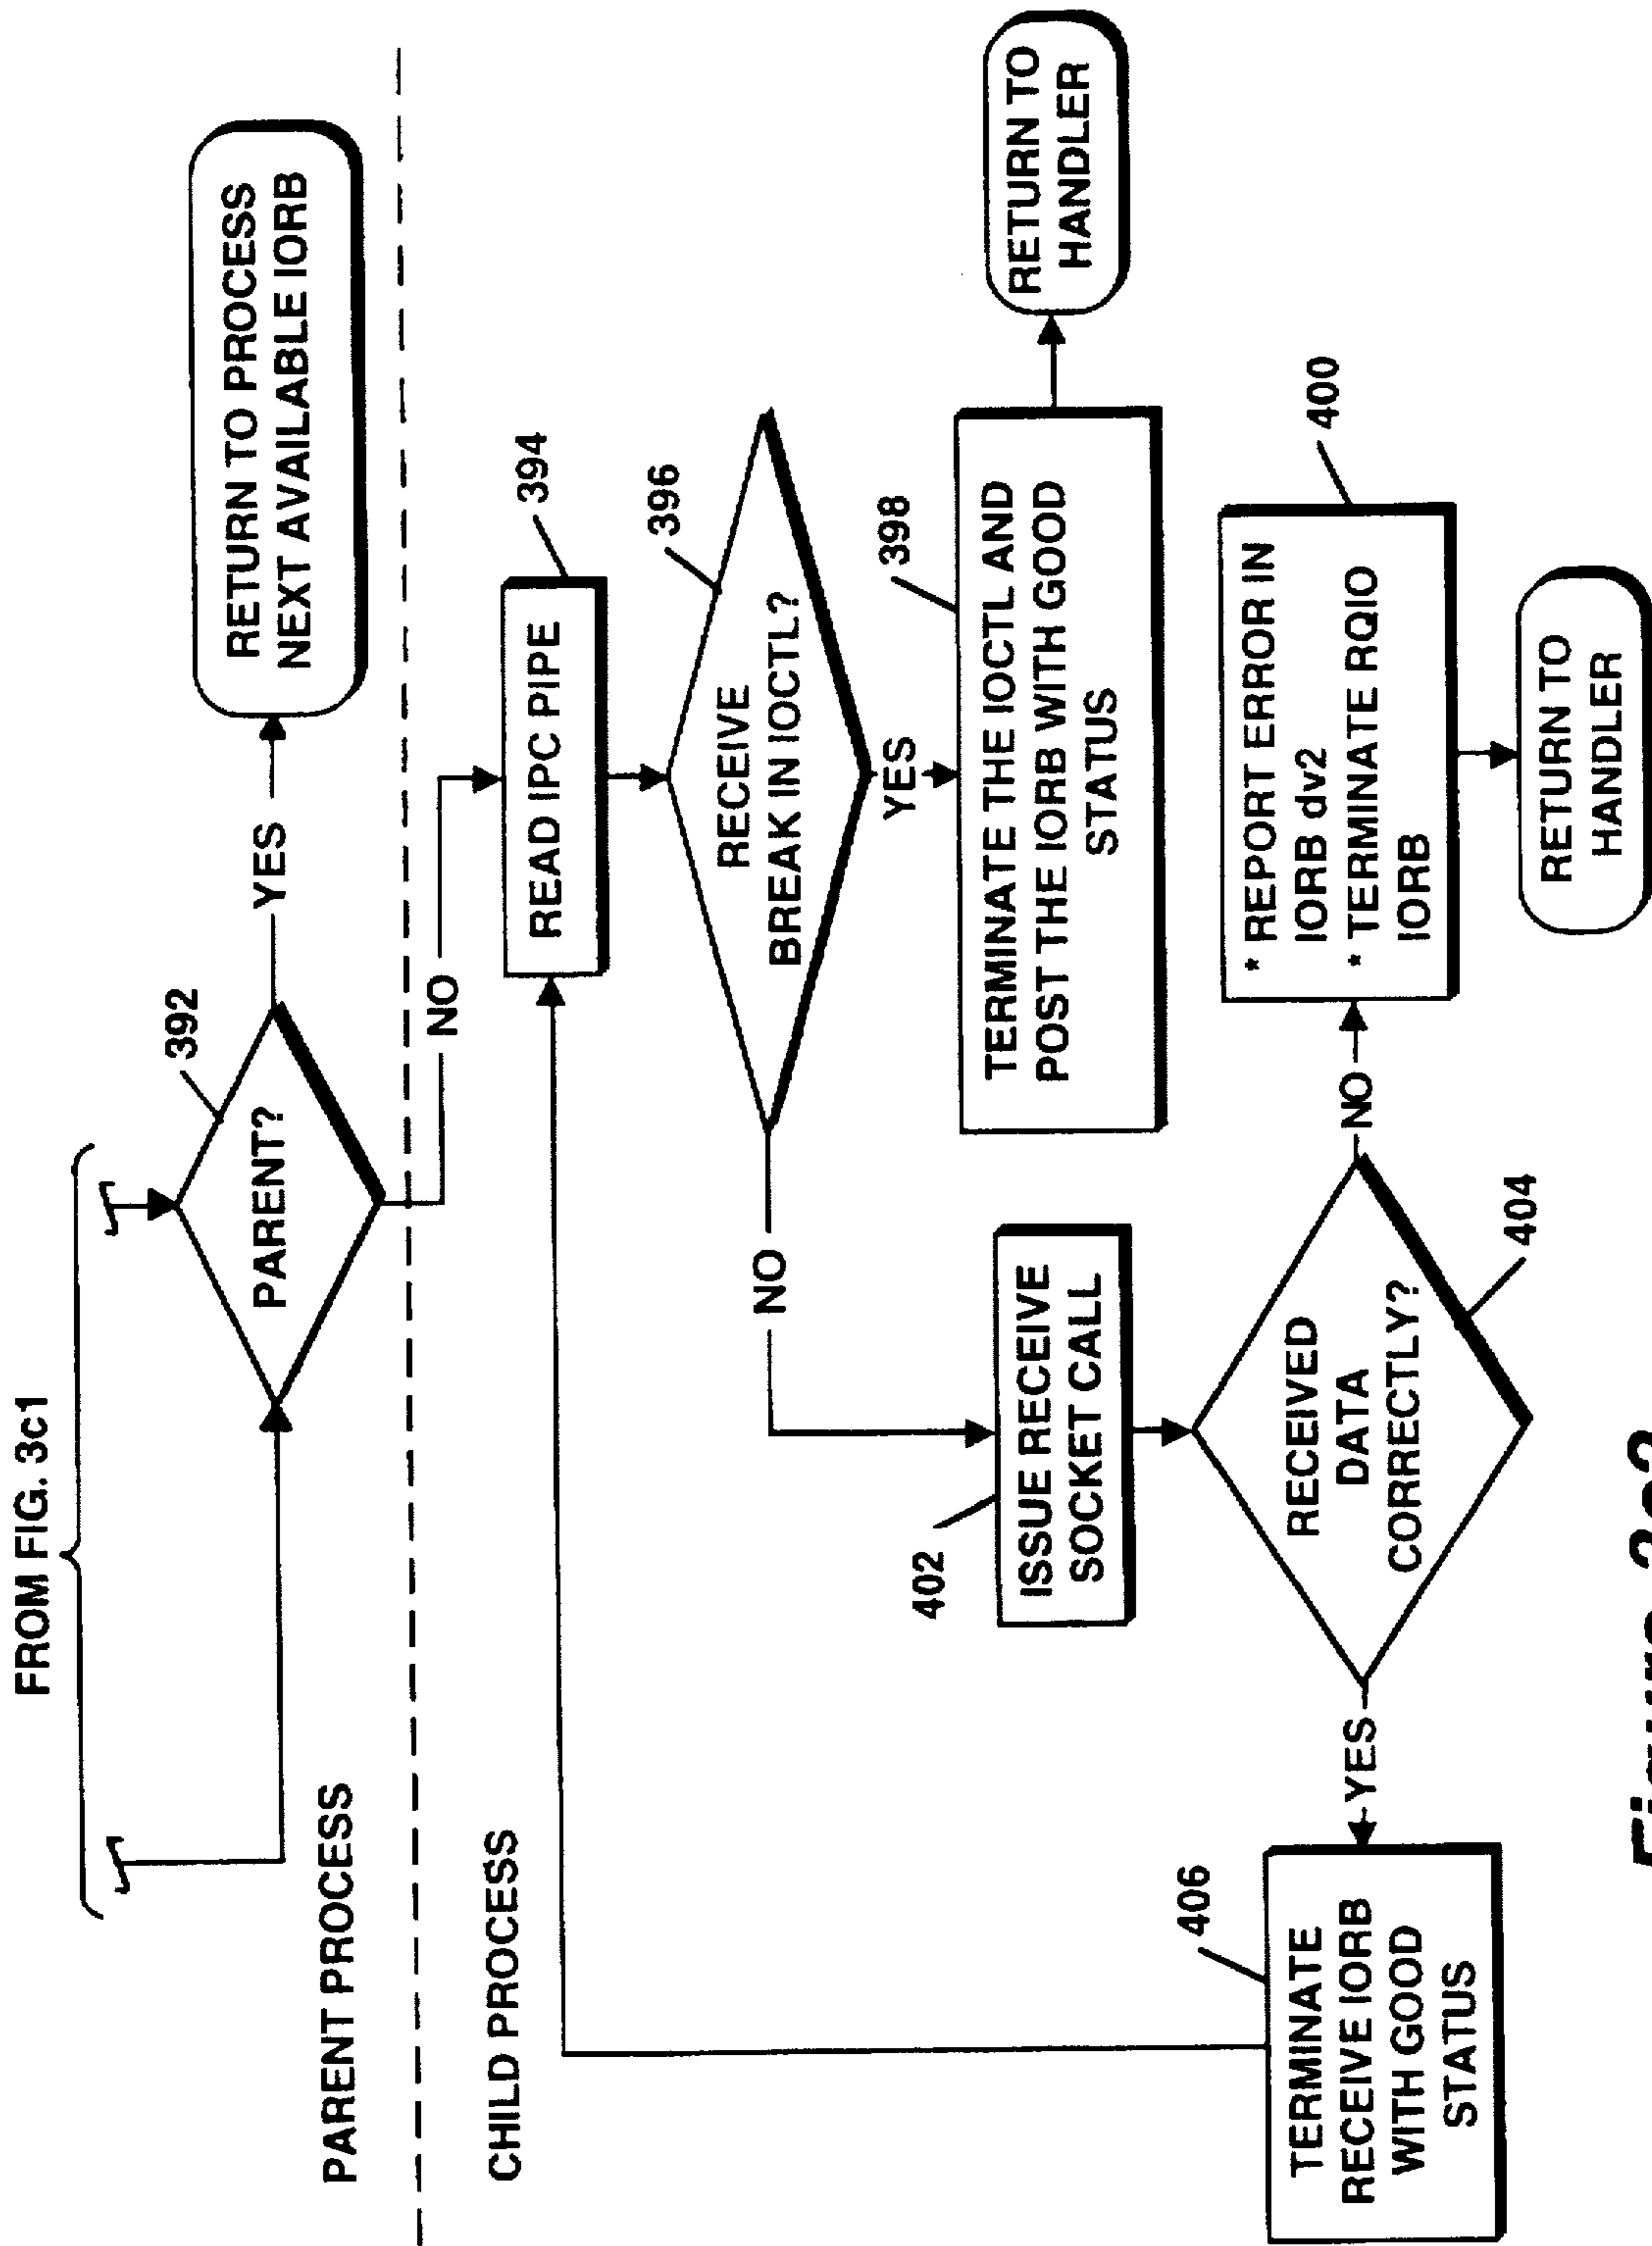 FROM FIG. 3c1
392
PARENT?
YES
RETURN TO PROCESS
NEXT AVAILABLE IORB
PARENT PROCESS
NO
CHILD PROCESS
394
READ IPC PIPE
396
RECEIVE
BREAK IN IOCTL?
NO
YES
398
TERMINATE THE IOCTL AND
POST THE IORB WITH GOOD
STATUS
RETURN TO
HANDLER
402
ISSUE RECEIVE
SOCKET CALL
RECEIVED
DATA
CORRECTLY?
404
NO
400
* REPORT ERROR IN
IORB dv2
* TERMINATE RQIO
IORB
RETURN TO
HANDLER
YES
406
TERMINATE
RECEIVE IORB
WITH GOOD
STATUS
Figure